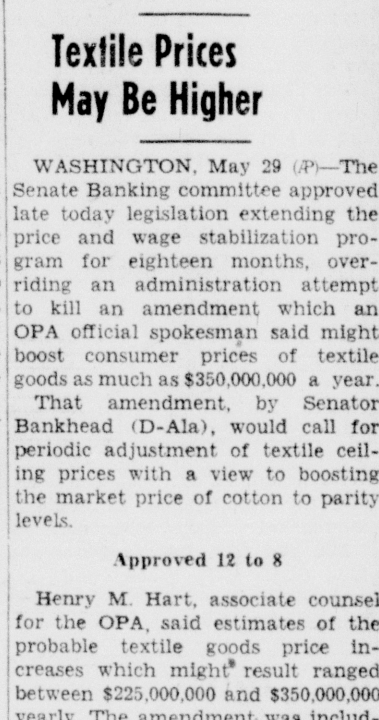 Textile Prices
May Be Higher
WASHINGTON, May 29 (AP)—The
Senate Banking committee approved
late today legislation extending the
price and wage stabilization pro-
gram for eighteen months, over-
riding an administration attempt
to kill an amendment which an
OPA official spokesman said might
boost consumer prices of textile
goods as much as $350,000,000 a year.
That amendment, by Senator
Bankhead (D-Ala), would call for
periodic adjustment of textile ceil-
ing prices with a view to boosting
the market price of cotton to parity
levels.
Approved 12 to 8
Henry M. Hart, associate counsel
for the OPA, said estimates of the
probable textile goods price in-
creases which might result ranged
between $225,000,000 and $350,000,000
yearly. The amendment was includ-